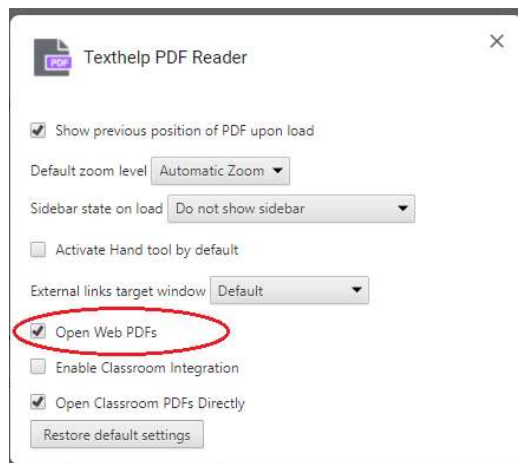 PDF
Texthelp PDF Reader
Show previous position of PDF upon load
Default zoom level Automatic Zoom
Sidebar state on load Do not show sidebar
Activate Hand tool by default
External links target window Default
Open Web PDFs
Enable Classroom Integration
Open Classroom PDFs Directly
Restore default settings